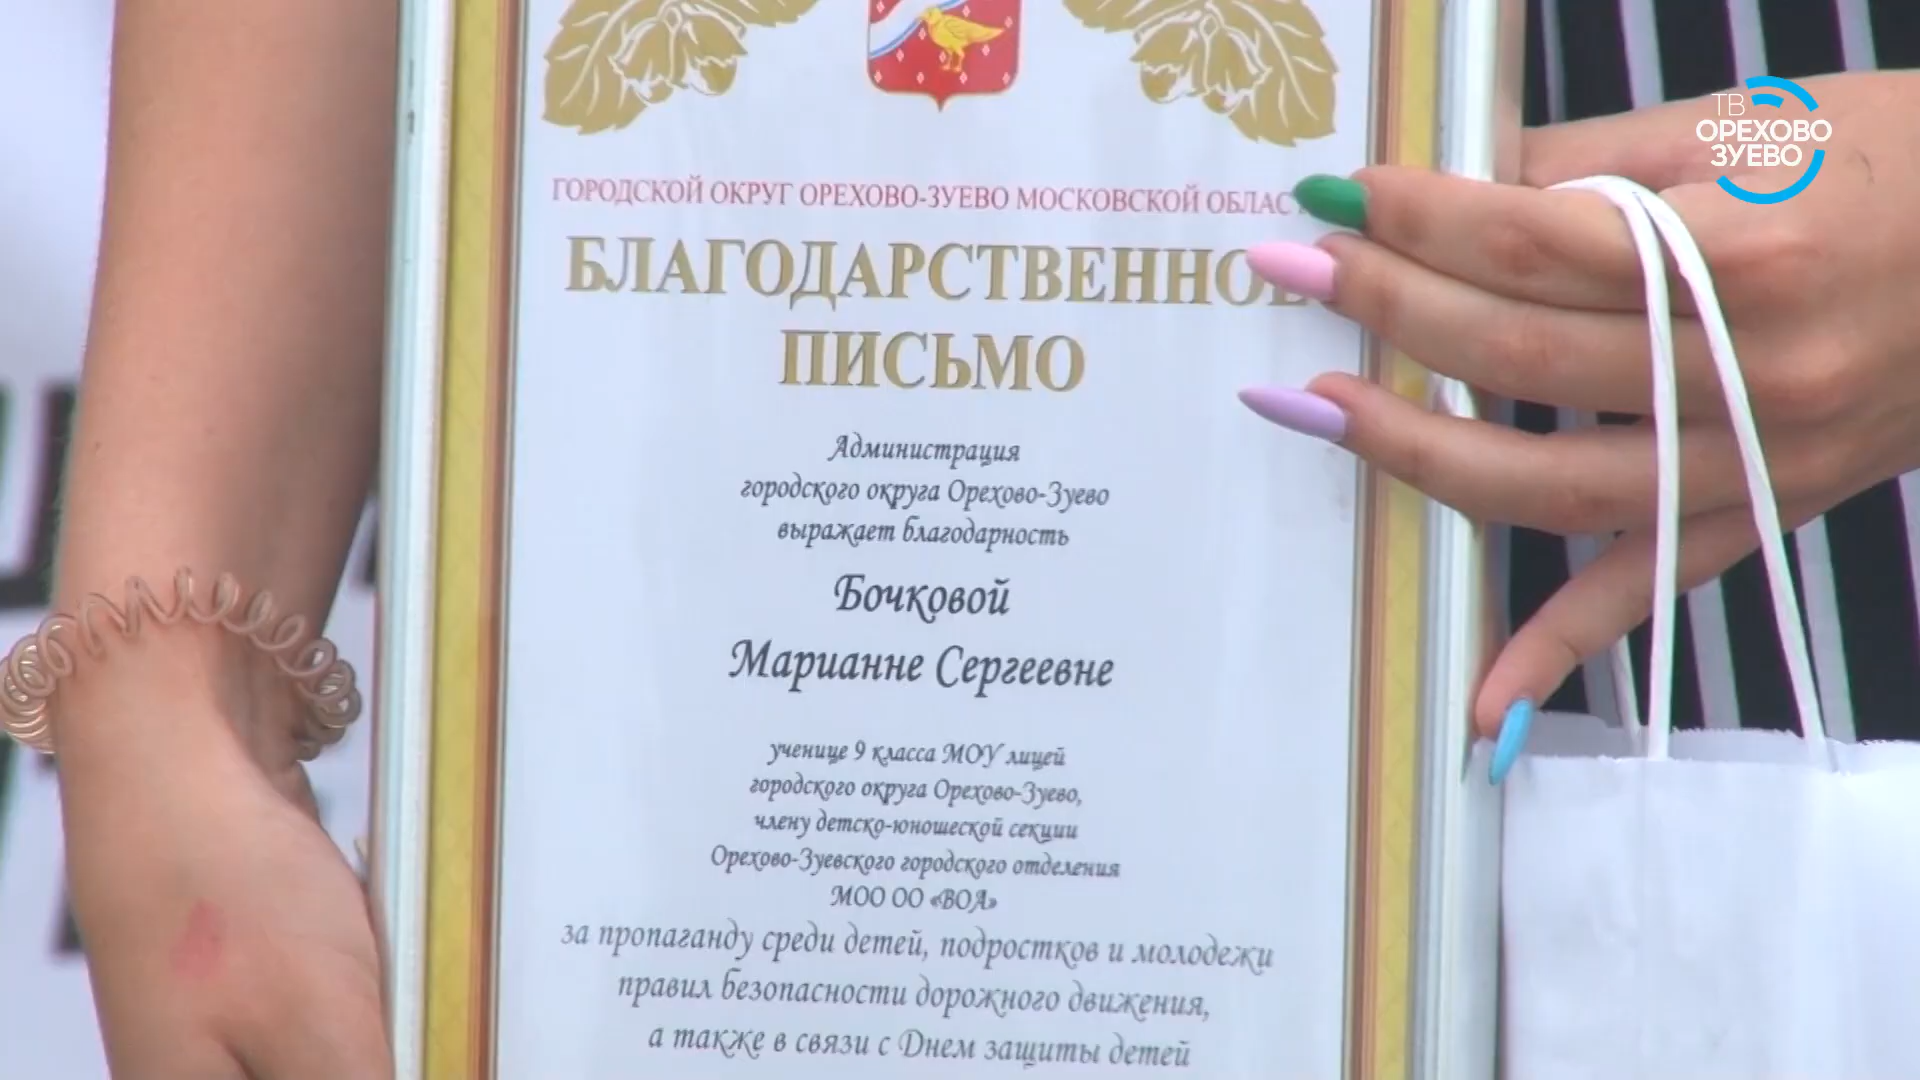 ТВ
ОРЕХОВО
ЗУЕВО
ГОРОДСКОЙ ОКРУГ ОРЕХОВО-ЗУЕВО МОСКОВСКОЙ ОБЛАСТ
БЛАГОДАРСТВЕННОЕ
ПИСЬМО
Администрация
городского округа Орехово-Зуево
выражает благодарность
Бочковой
Марианне Сергеевне
ученице 9 класса МОУ лицей
городского округа Орехово-Зуево,
члену детско-юношеской секции
Орехово-Зуевского городского отделения
МОО ОО «ВОА»
за пропаганду среди детей, подростков и молодежи
правил безопасности дорожного движения,
а также в связи с Днем защиты детей